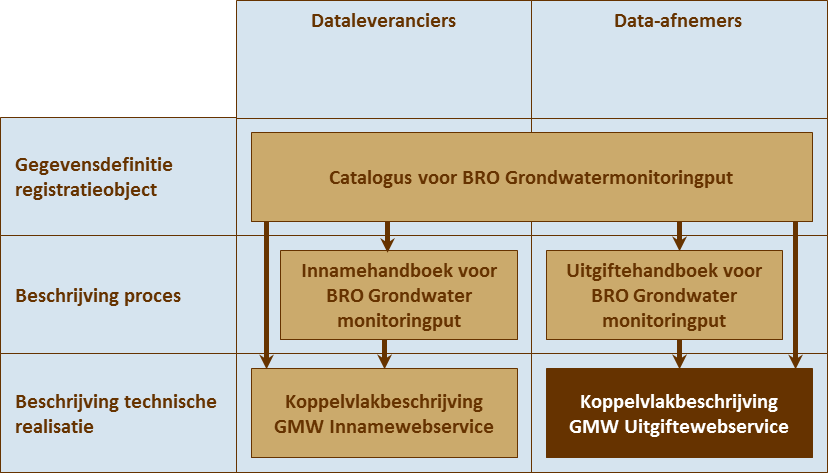 Dataleveranciers
Data-afnemers
Gegevensdefinitie
registratieobject
Catalogus voor BRO Grondwatermonitoringput
Beschrijving proces
Innamehandboek voor
BRO Grondwater
monitoringput
Uitgiftehandboek voor
BRO Grondwater
monitoringput
Beschrijving technische
realisatie
Koppelvlakbeschrijving
GMW Innamewebservice
Koppelvlakbeschrijving
GMW Uitgiftewebservice